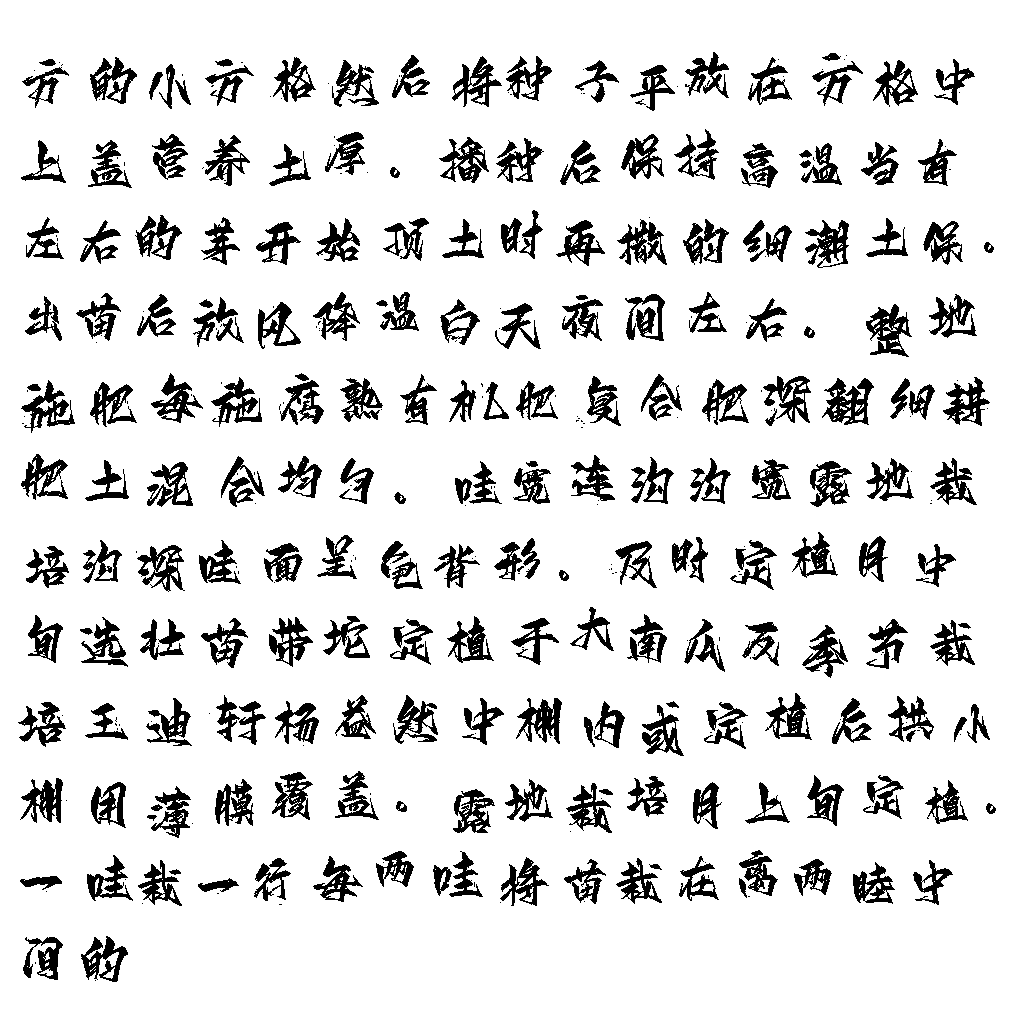 方的小方格然后将种子平放在方格中
上盖营养土厚。播种后保持高温当有
左右的芽开始顶土时再撒的细潮土保。
出苗后放风降温白天夜间左右。整地
施肥每施腐熟有机肥复合肥深翻细耕
肥土混合均匀。哇宽连沟沟宽露地栽
培沟深哇面呈龟背形。及时定植月中
旬选壮苗带坨定植于大南瓜反季节栽
培王迪轩杨益然中棚内或定植后拱小
棚用薄膜覆盖。露地栽培月上旬定植。
一哇栽一行每两哇将苗栽在离两睦中
间的